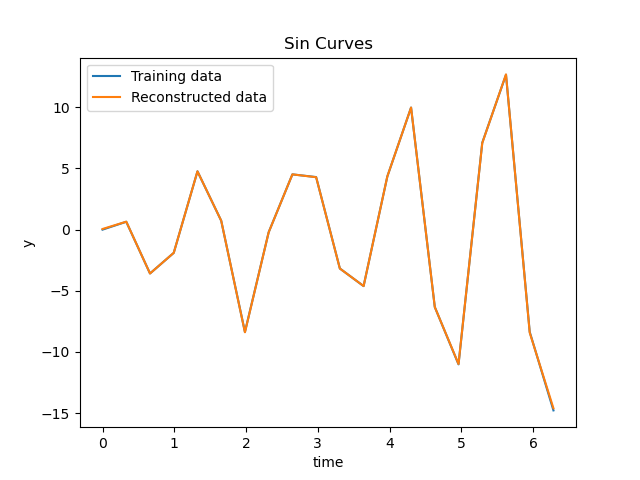 Sin Curves
Training data
Reconstructed data
10
5
0
−5
−10
−15
y
0 1 2 3 4 5 6
time